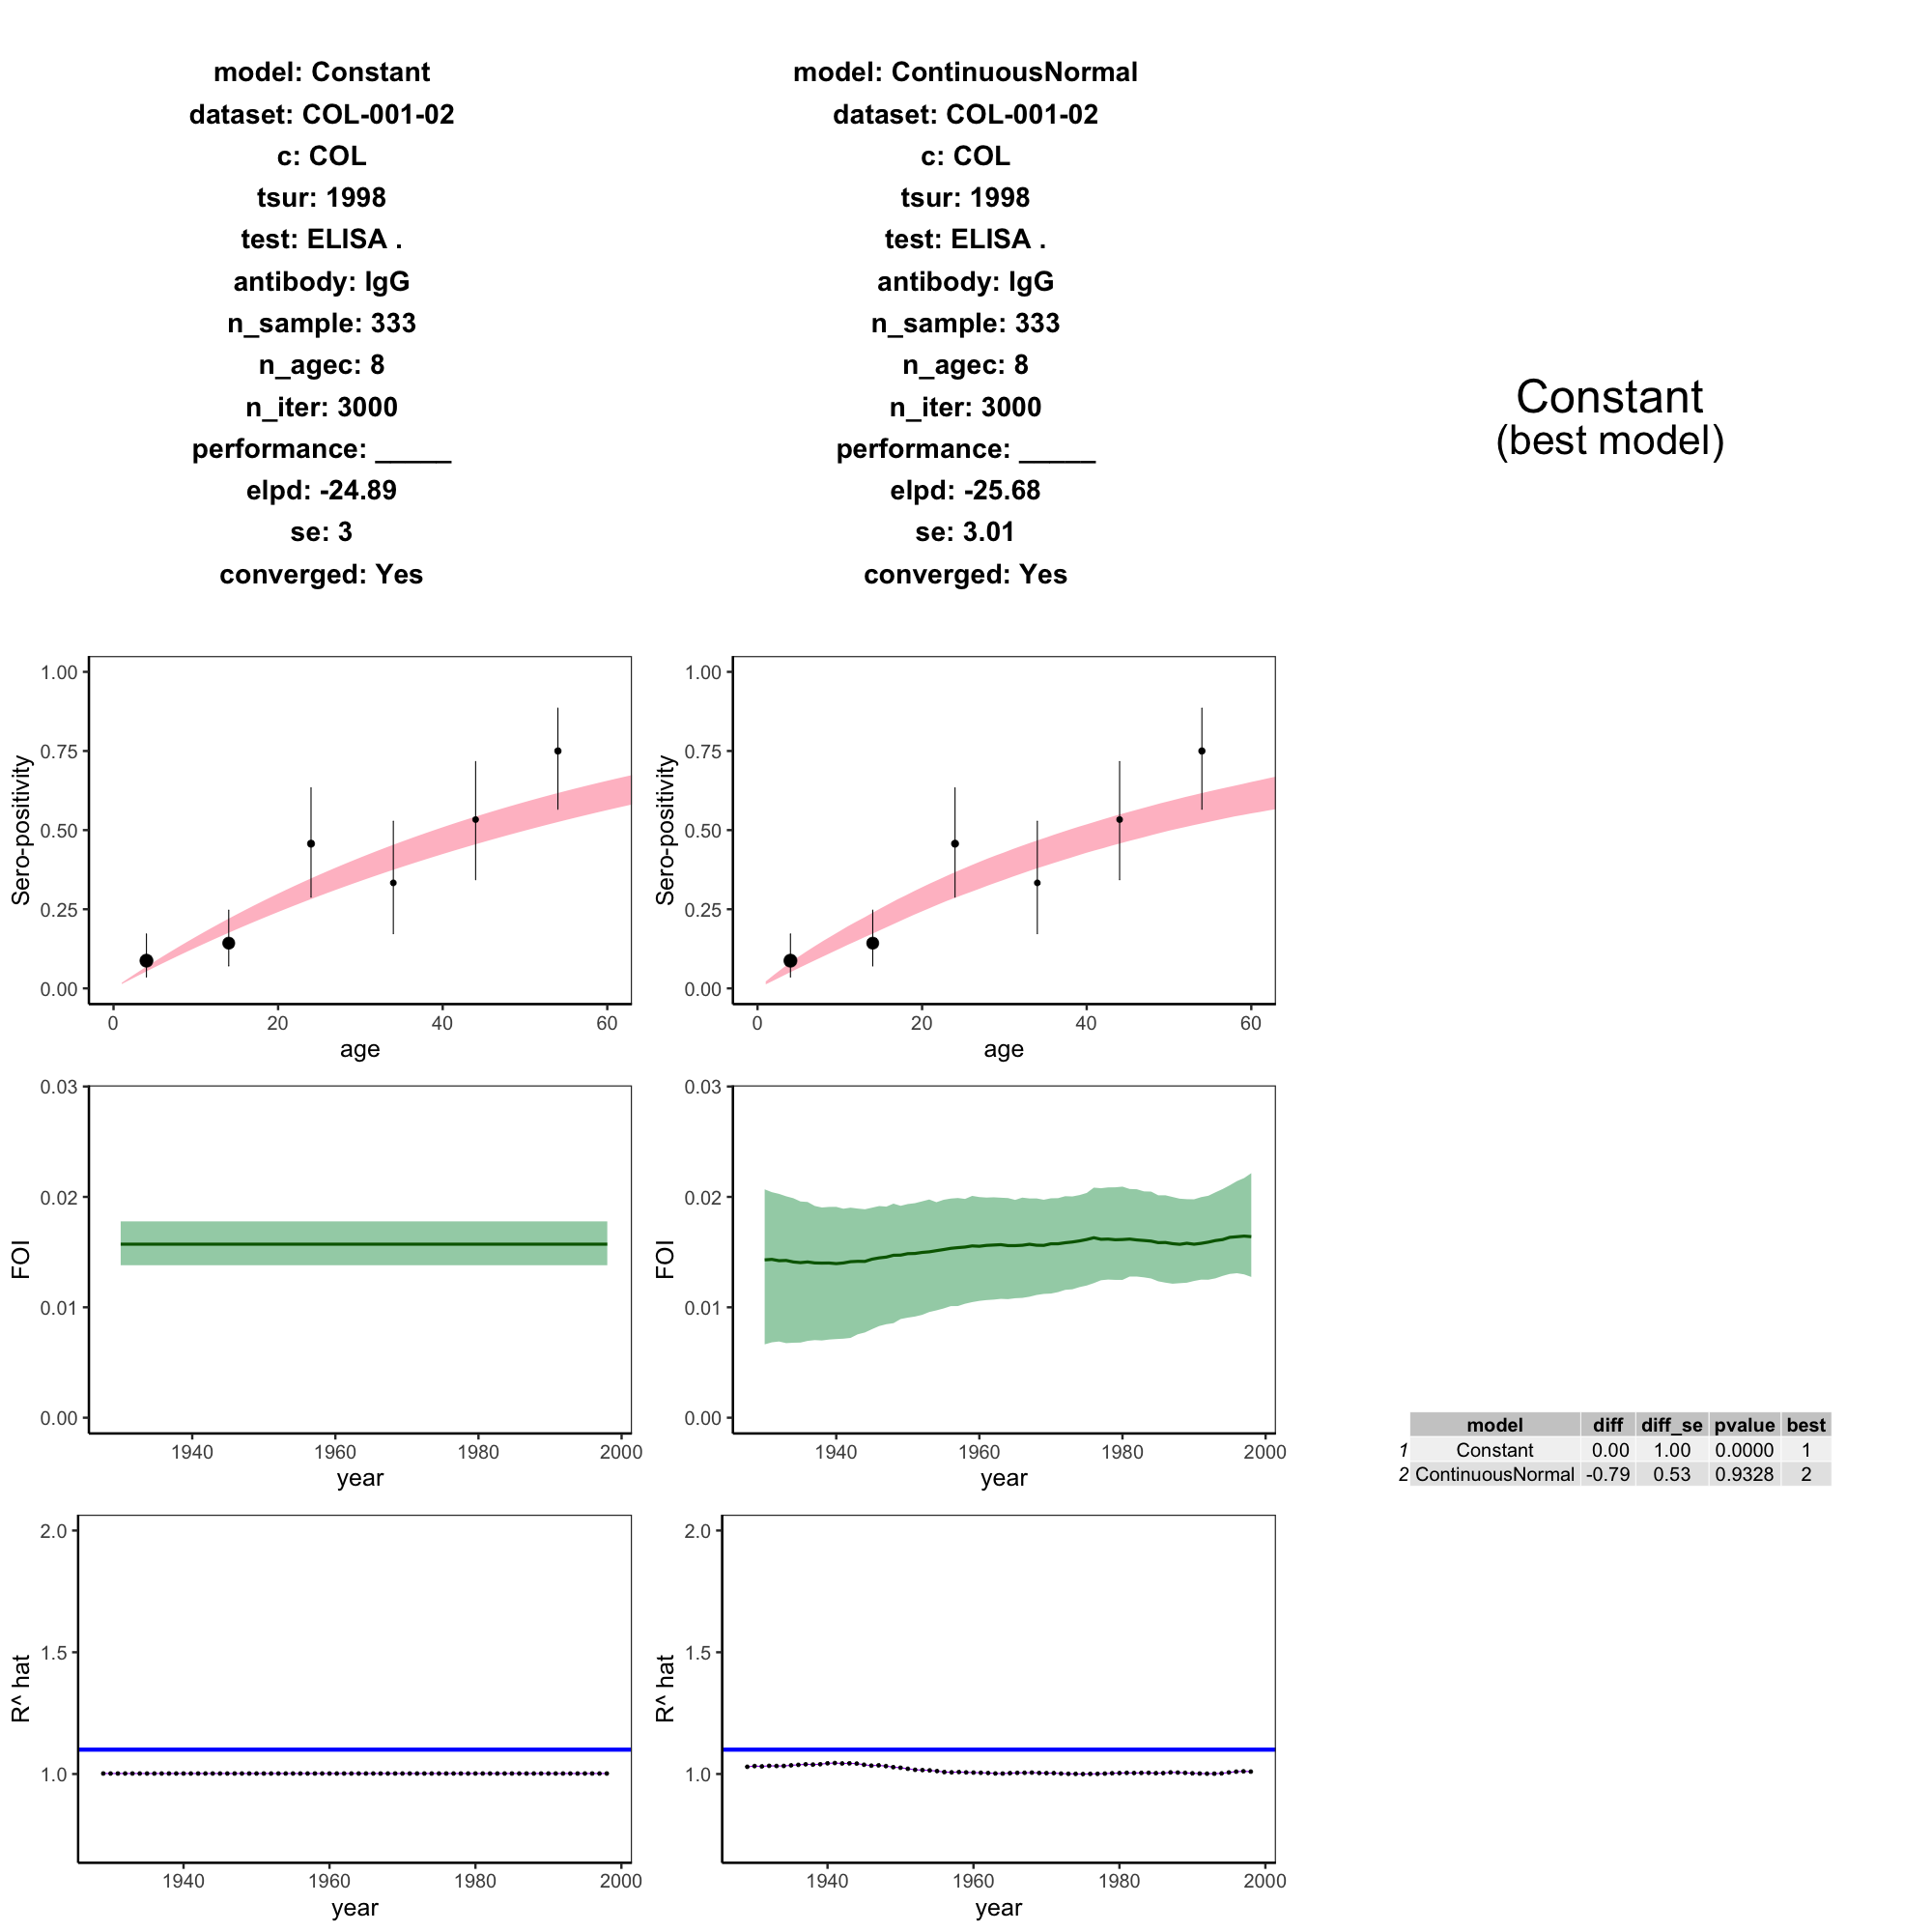 model: Constant
dataset: COL-001-02
c: COL
tsur: 1998
test: ELISA .
antibody: IgG
n_sample: 333
n_agec: 8
n_iter: 3000
performance: _____
elpd: -24.89
se: 3
converged: Yes
model: ContinuousNormal
dataset: COL-001-02
c: COL
tsur: 1998
test: ELISA .
antibody: IgG
n_sample: 333
n_agec: 8
n_iter: 3000
performance: _____
elpd: -25.68
se: 3.01
converged: Yes
Constant
(best model)
Sero-positivity
1.00
0.75
0.50
0.25
0.00
0 20 40 60
age
Sero-positivity
1.00
0.75
0.50
0.25
0.00
0 20 40 60
age
FOI
0.03
0.02
0.01
0.00
1940 1960 1980 2000
year
FOI
0.03
0.02
0.01
0.00
1940 1960 1980 2000
year
model diff diff_se pvalue best
1 Constant 0.00 1.00 0.0000 1
2 ContinuousNormal -0.79 0.53 0.9328 2
R^ hat
2.0
1.5
1.0
1940 1960 1980 2000
year
R^ hat
2.0
1.5
1.0
1940 1960 1980 2000
year